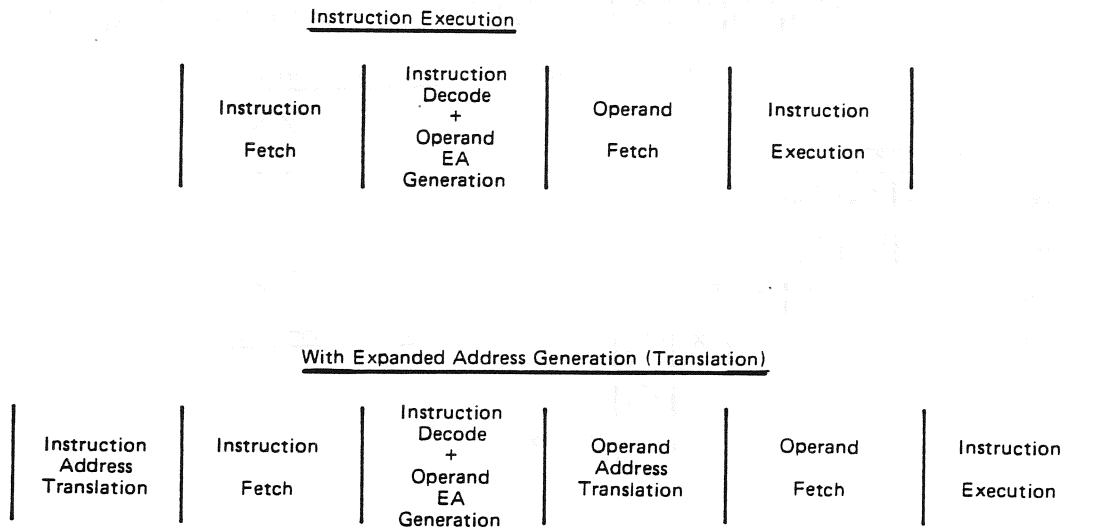 Instruction Execution
Instruction
Fetch
Instruction
Decode
+
Operand
EA
Generation
Operand
Fetch
Instruction
Execution
With Expanded Address Generation (Translation)
Instruction
Address
Translation
Instruction
Fetch
Instruction
Decode
+
Operand
EA
Generation
Operand
Address
Translation
Operand
Fetch
Instruction
Execution